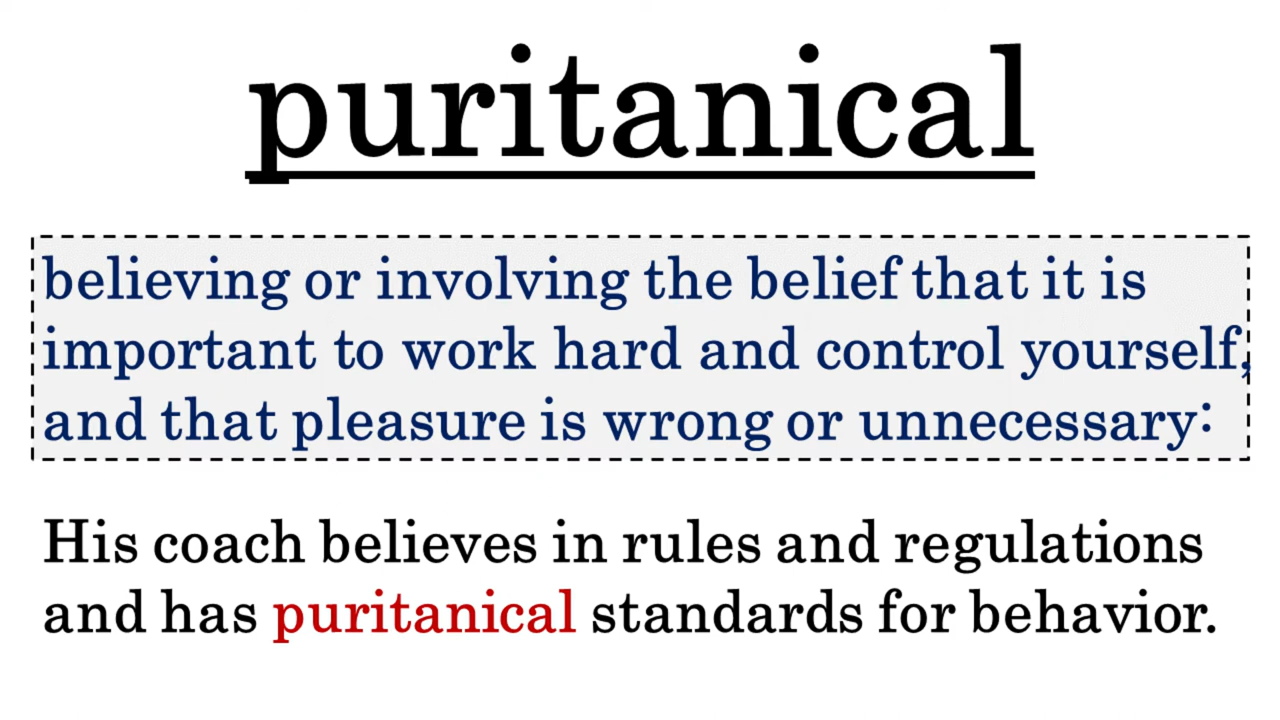 puritanical
believing or involving the belief that it is
important to work hard and control yourself,
and that pleasure is wrong or unnecessary:
His coach believes in rules and regulations
and has puritanical standards for behavior.